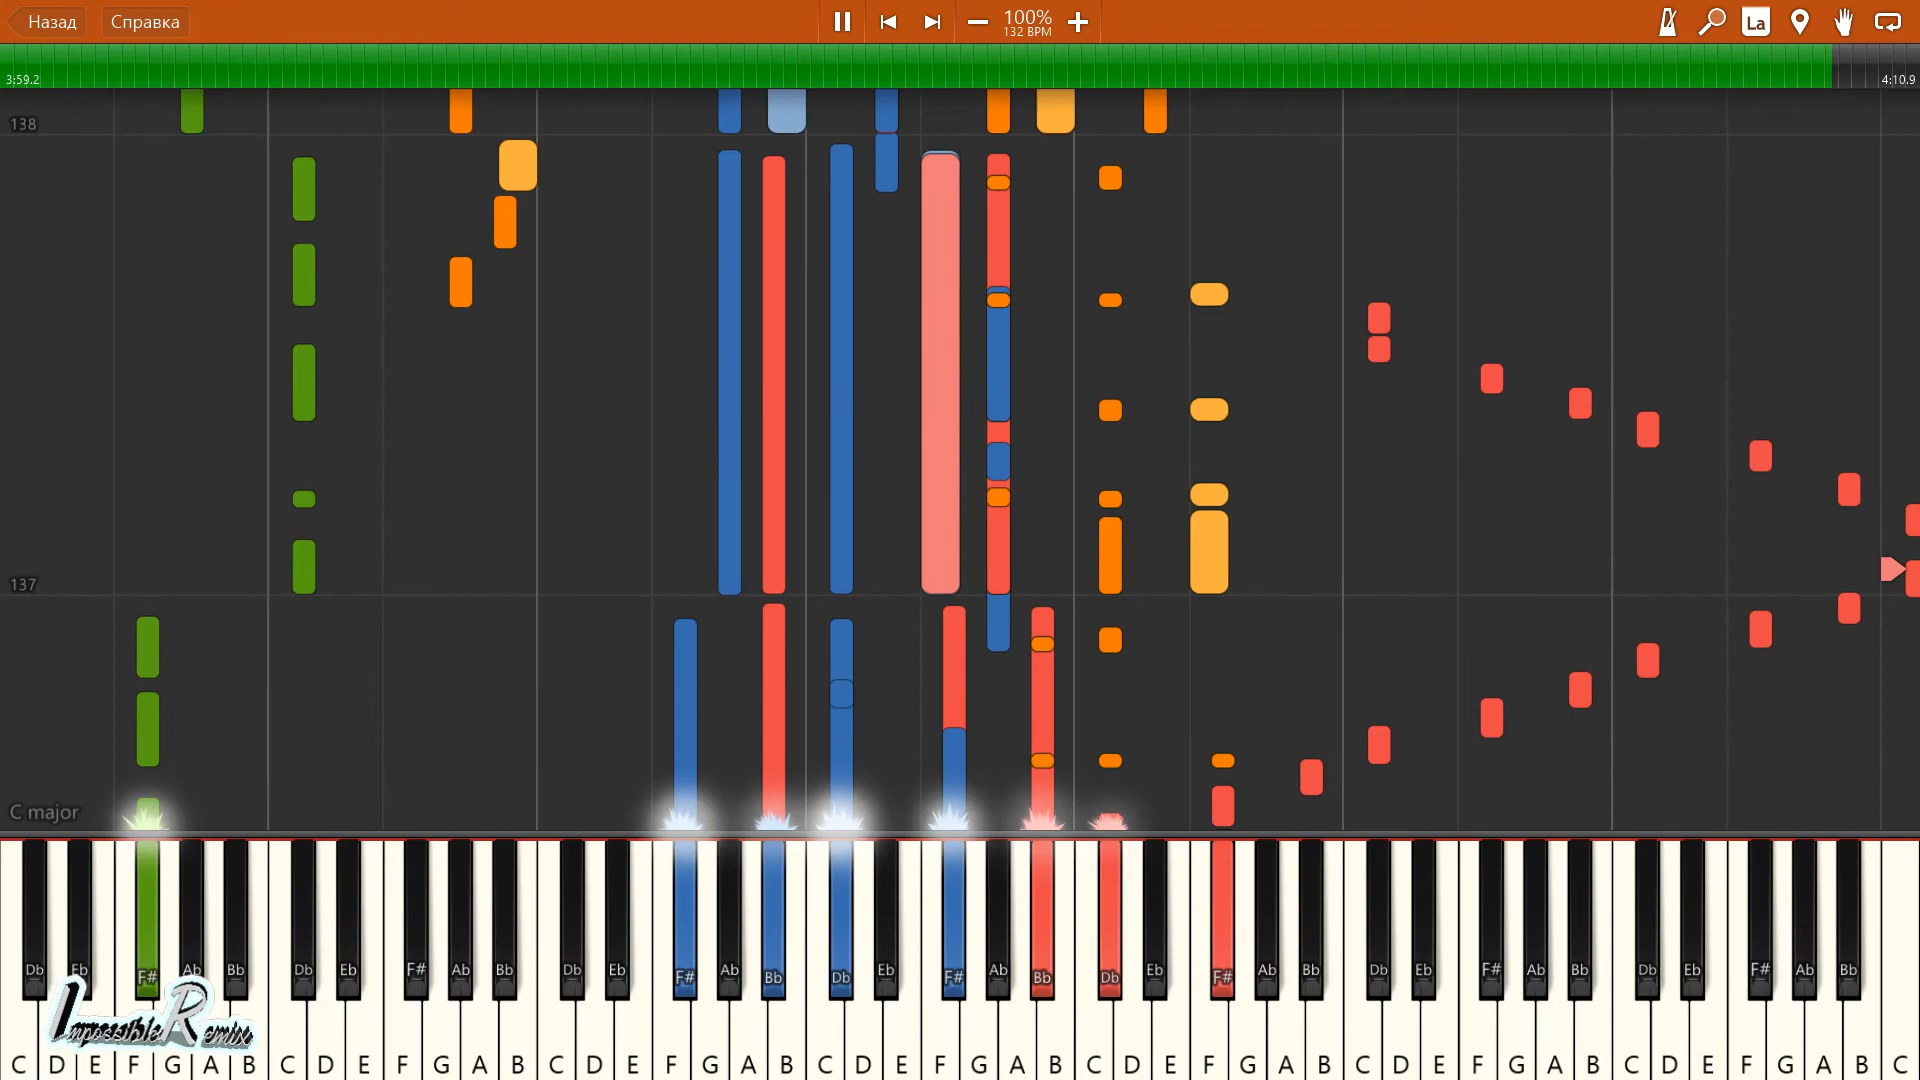 Назад Справка 100% La
132 BPM
3:59.2 4:10.9
138
137
C major
Db Eb F# Ab Bb Db Eb F# Ab Bb Db Eb F# Ab Bb Db Eb F# Ab Bb Db Eb F# Ab Bb Db Eb F# Ab Bb Db Eb F# Ab Bb
Impossible Remix
C D E F G A B C D E F G A B C D E F G A B C D E F G A B C D E F G A B C D E F G A B C D E F G A B C